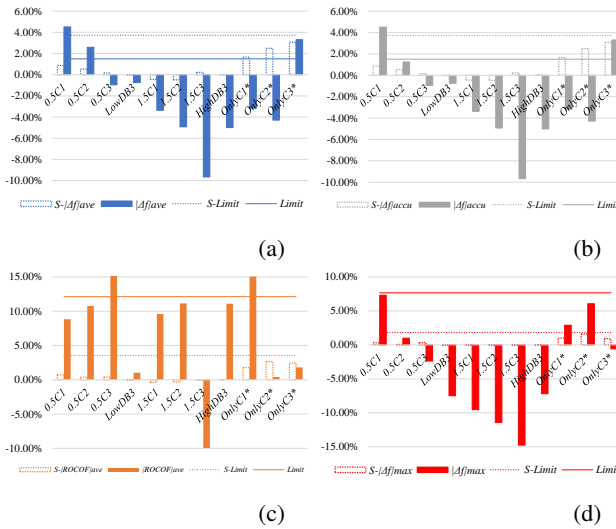 6.00%
4.00%
2.00%
0.00%
-2.00%
-4.00%
-6.00%
-8.00%
-10.00%
0.5C1
0.5C2
0.5C3
LowDB3
1.5C1
1.5C2
1.5C3
HighDB3
OnlyC1*
OnlyC2*
OnlyC3*
S-|Δf|ave |Δf|ave S-Limit Limit
(a)
6.00%
4.00%
2.00%
0.00%
-2.00%
-4.00%
-6.00%
-8.00%
-10.00%
0.5C1
0.5C2
0.5C3
LowDB3
1.5C1
1.5C2
1.5C3
HighDB3
OnlyC1*
OnlyC2*
OnlyC3*
S-|Δf|accu |Δf|accu S-Limit Limit
(b)
15.00%
10.00%
5.00%
0.00%
-5.00%
-10.00%
0.5C1
0.5C2
0.5C3
LowDB3
1.5C1
1.5C2
1.5C3
HighDB3
OnlyC1*
OnlyC2*
OnlyC3*
S-|ROCOF|ave |ROCOF|ave S-Limit Limit
(c)
10.00%
5.00%
0.00%
-5.00%
-10.00%
-15.00%
0.5C1
0.5C2
0.5C3
LowDB3
1.5C1
1.5C2
1.5C3
HighDB3
OnlyC1*
OnlyC2*
OnlyC3*
S-|Δf|max |Δf|max S-Limit Limit
(d)